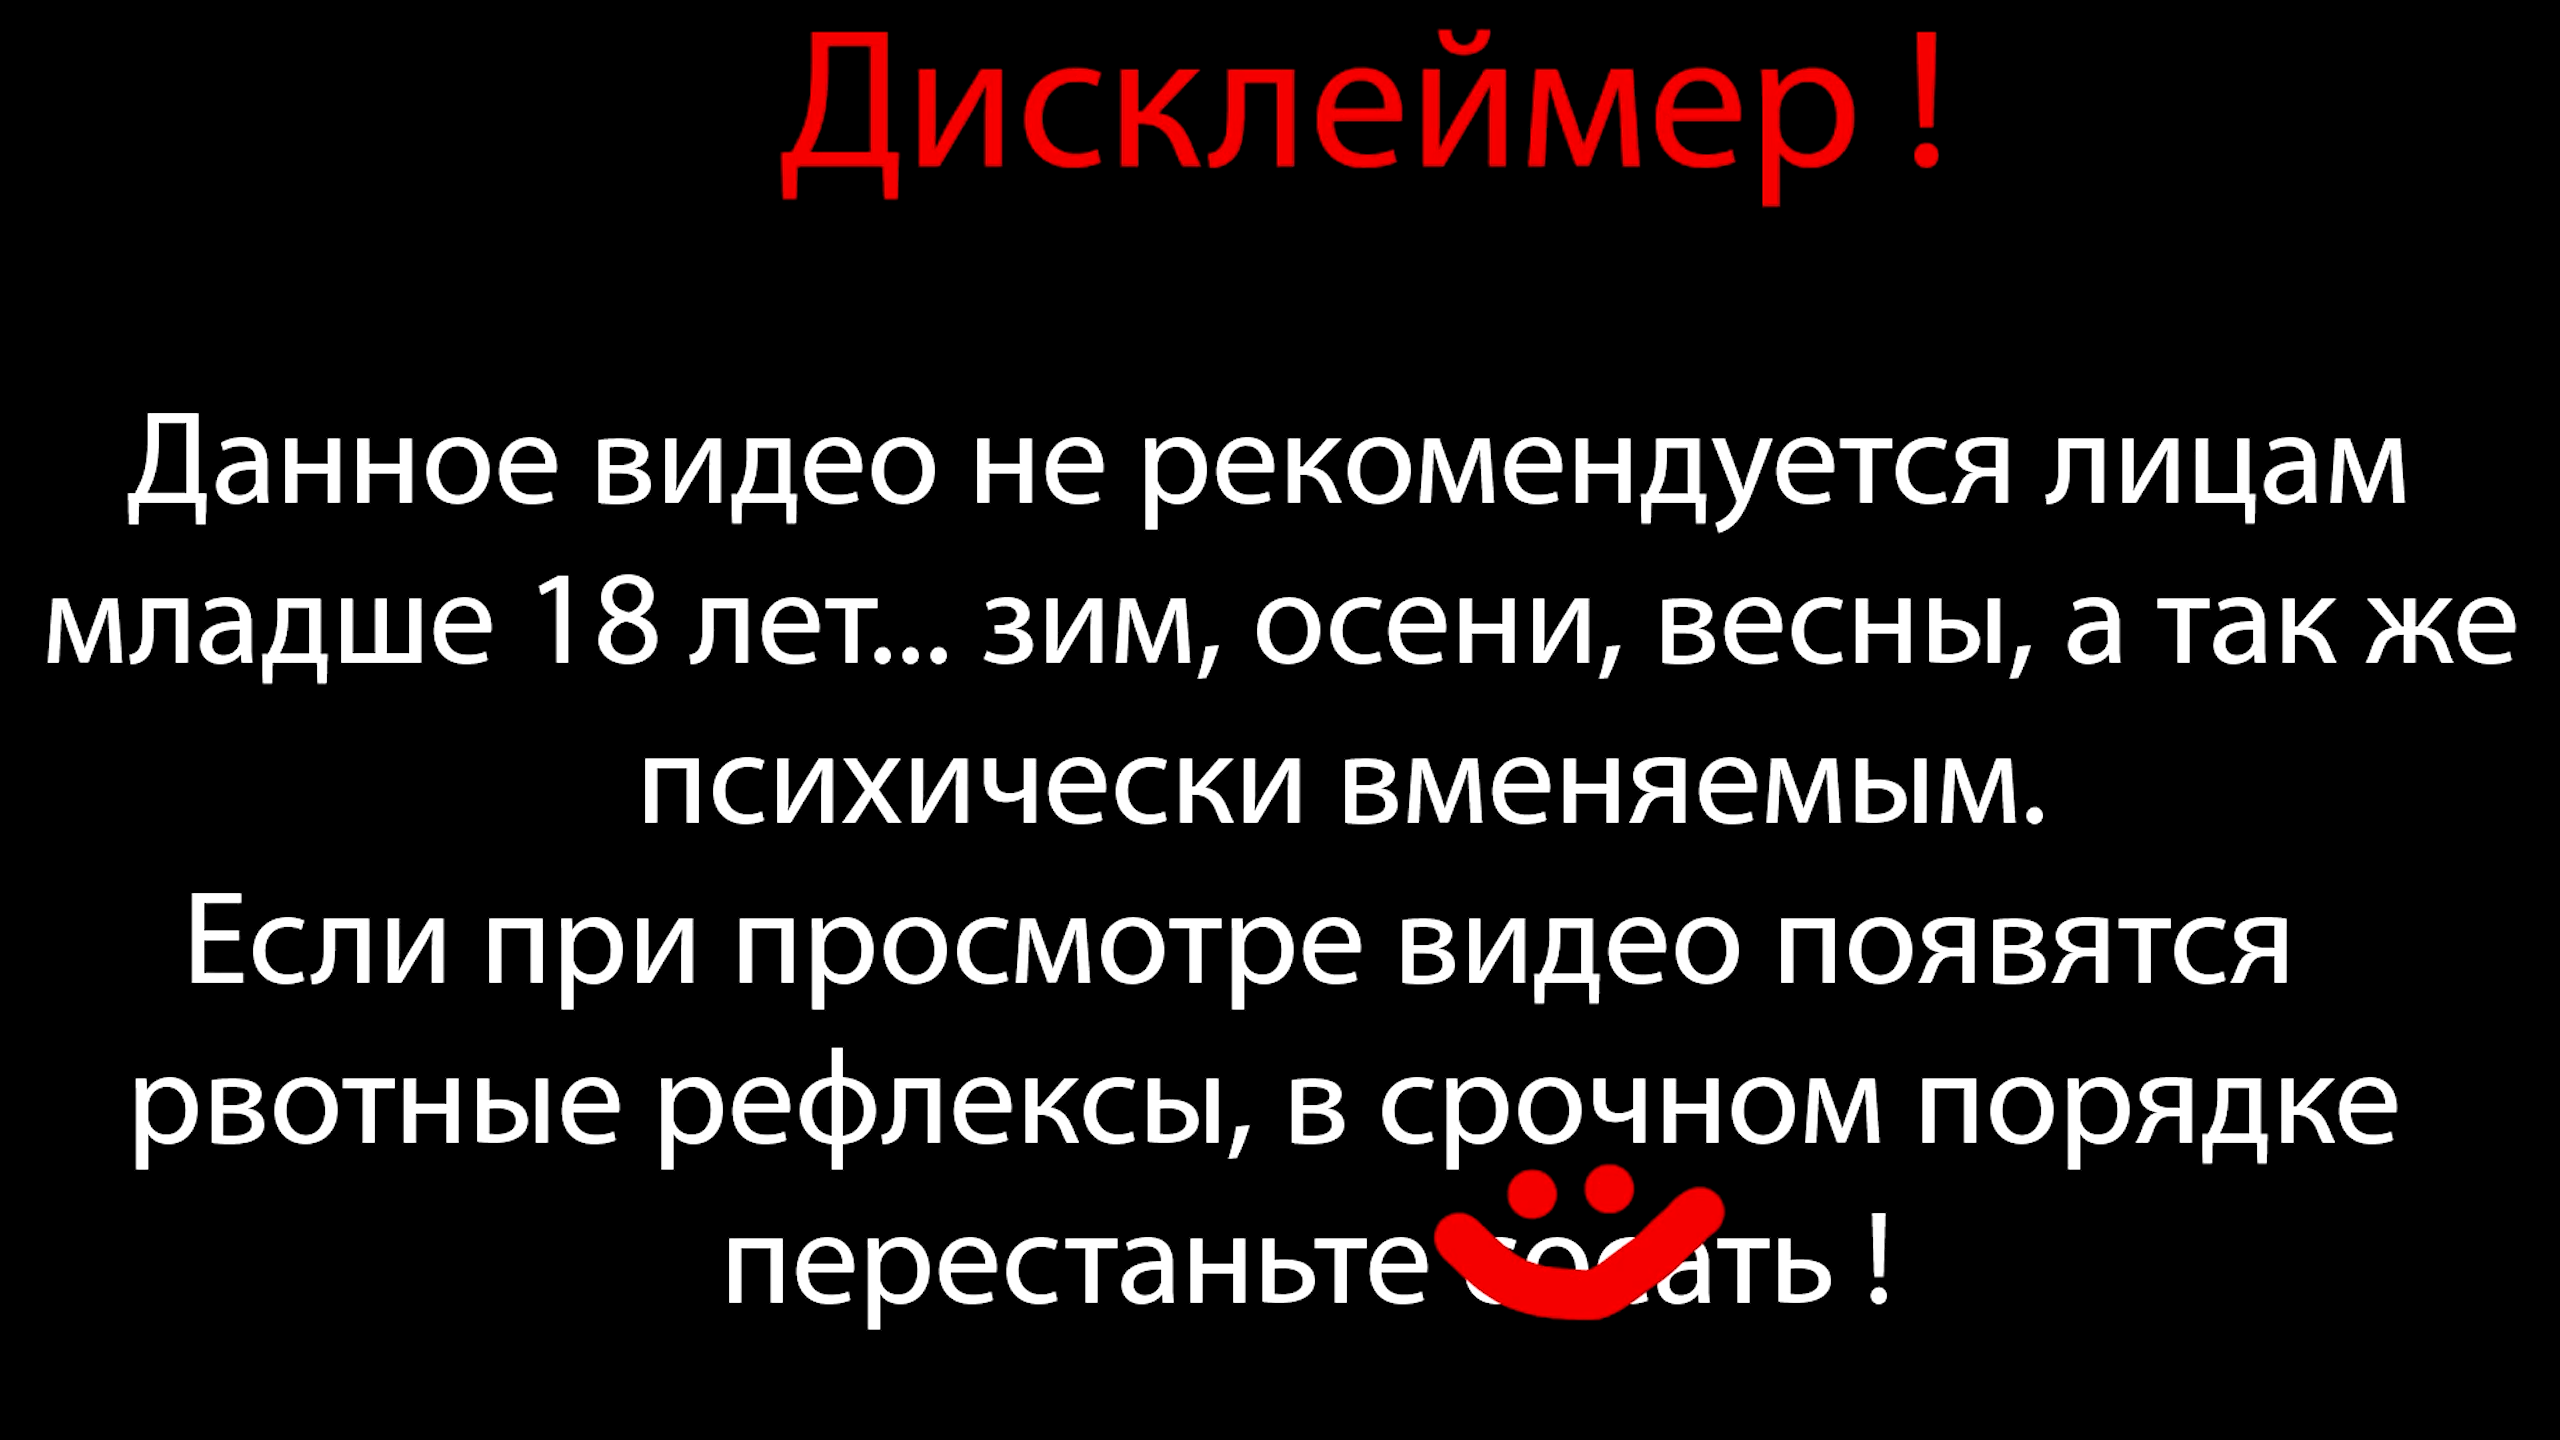 Дисклеймер !
Данное видео не рекомендуется лицам
младше 18 лет... зим, осени, весны, а так же
психически вменяемым.
Если при просмотре видео появятся
рвотные рефлексы, в срочном порядке
перестаньте сосать !